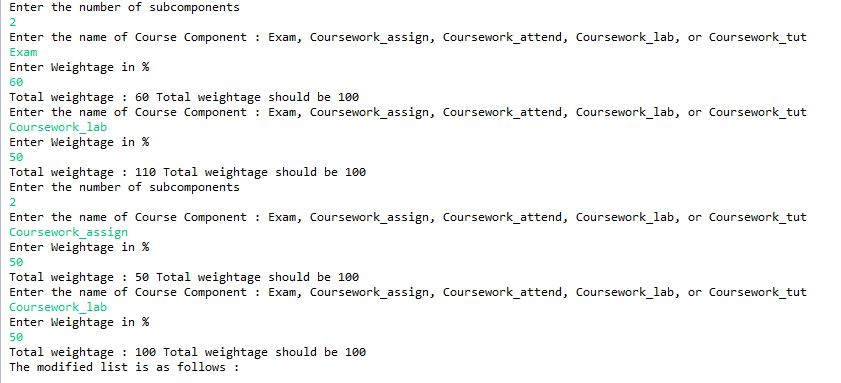 Enter the number of subcomponents
2
Enter the name of Course Component : Exam, Coursework_assign, Coursework_attend, Coursework_lab, or Coursework_tut
Exam
Enter Weightage in %
60
Total weightage : 60 Total weightage should be 100
Enter the name of Course Component : Exam, Coursework_assign, Coursework_attend, Coursework_lab, or Coursework_tut
Coursework_lab
Enter Weightage in %
50
Total weightage : 110 Total weightage should be 100
Enter the number of subcomponents
2
Enter the name of Course Component : Exam, Coursework_assign, Coursework_attend, Coursework_lab, or Coursework_tut
Coursework_assign
Enter Weightage in %
50
Total weightage : 50 Total weightage should be 100
Enter the name of Course Component : Exam, Coursework_assign, Coursework_attend, Coursework_lab, or Coursework_tut
Coursework_lab
Enter Weightage in %
50
Total weightage : 100 Total weightage should be 100
The modified list is as follows :